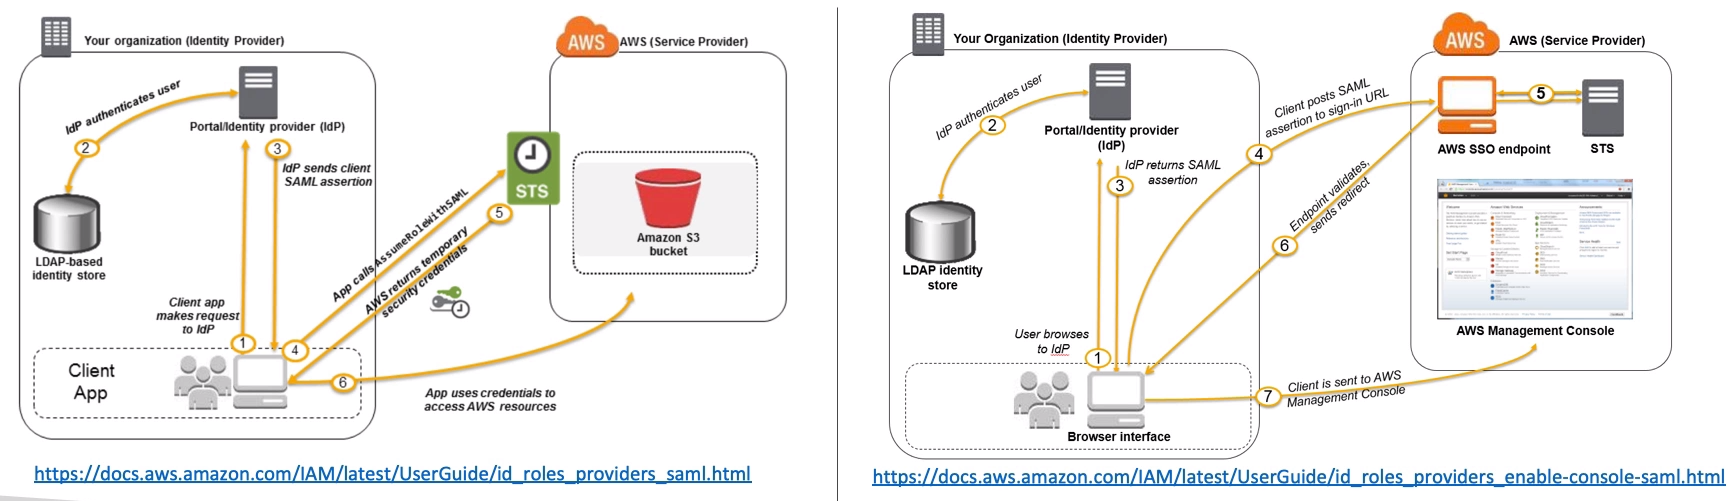 Your organization (Identity Provider)
AWS
AWS (Service Provider)
IdP authenticates user
2
Portal/Identity provider (IdP)
3
IdP sends client
SAML assertion
STS
5
App calls AssumeRoleWithSAML
AWS returns temporary
security credentials
Amazon S3
bucket
LDAP-based
identity store
Client app
makes request
to IdP
1
4
Client
App
6
App uses credentials to
access AWS resources
https://docs.aws.amazon.com/IAM/latest/UserGuide/id_roles_providers_saml.html
Your Organization (Identity Provider)
AWS
AWS (Service Provider)
IdP authenticates user
2
Portal/Identity provider
(IdP)
3
IdP returns SAML
assertion
Client posts SAML
assertion to sign-in URL
4
5
AWS SSO endpoint
STS
Endpoint validates,
sends redirect
6
LDAP identity
store
AWS Management Console
User browses
to IdP
1
7
Client is sent to AWS
Management Console
Browser interface
https://docs.aws.amazon.com/IAM/latest/UserGuide/id_roles_providers_enable-console-saml.html